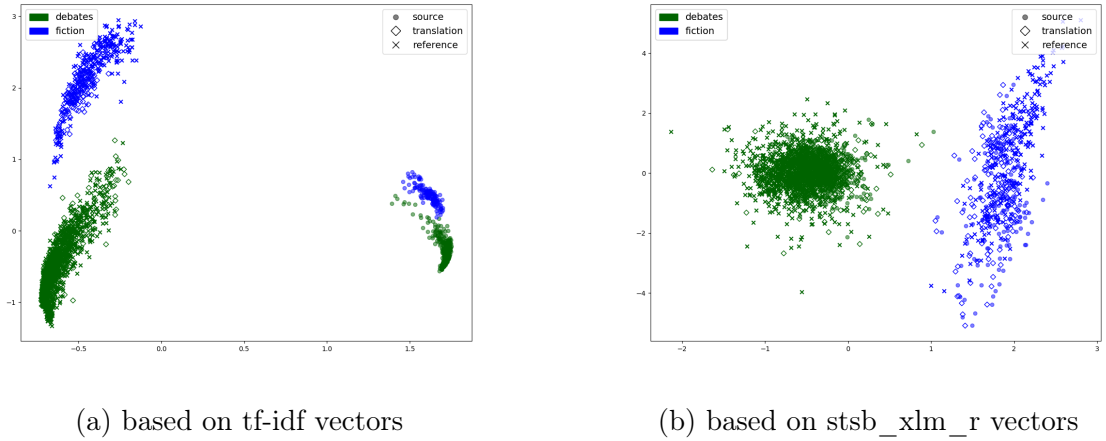 debates
fiction
source
translation
reference
3
2
1
0
−1
−0.5
0.0
0.5
1.0
1.5
(a) based on tf-idf vectors
debates
fiction
source
translation
reference
4
2
0
−2
−4
−2
−1
0
1
2
3
(b) based on stsb_xlm_r vectors